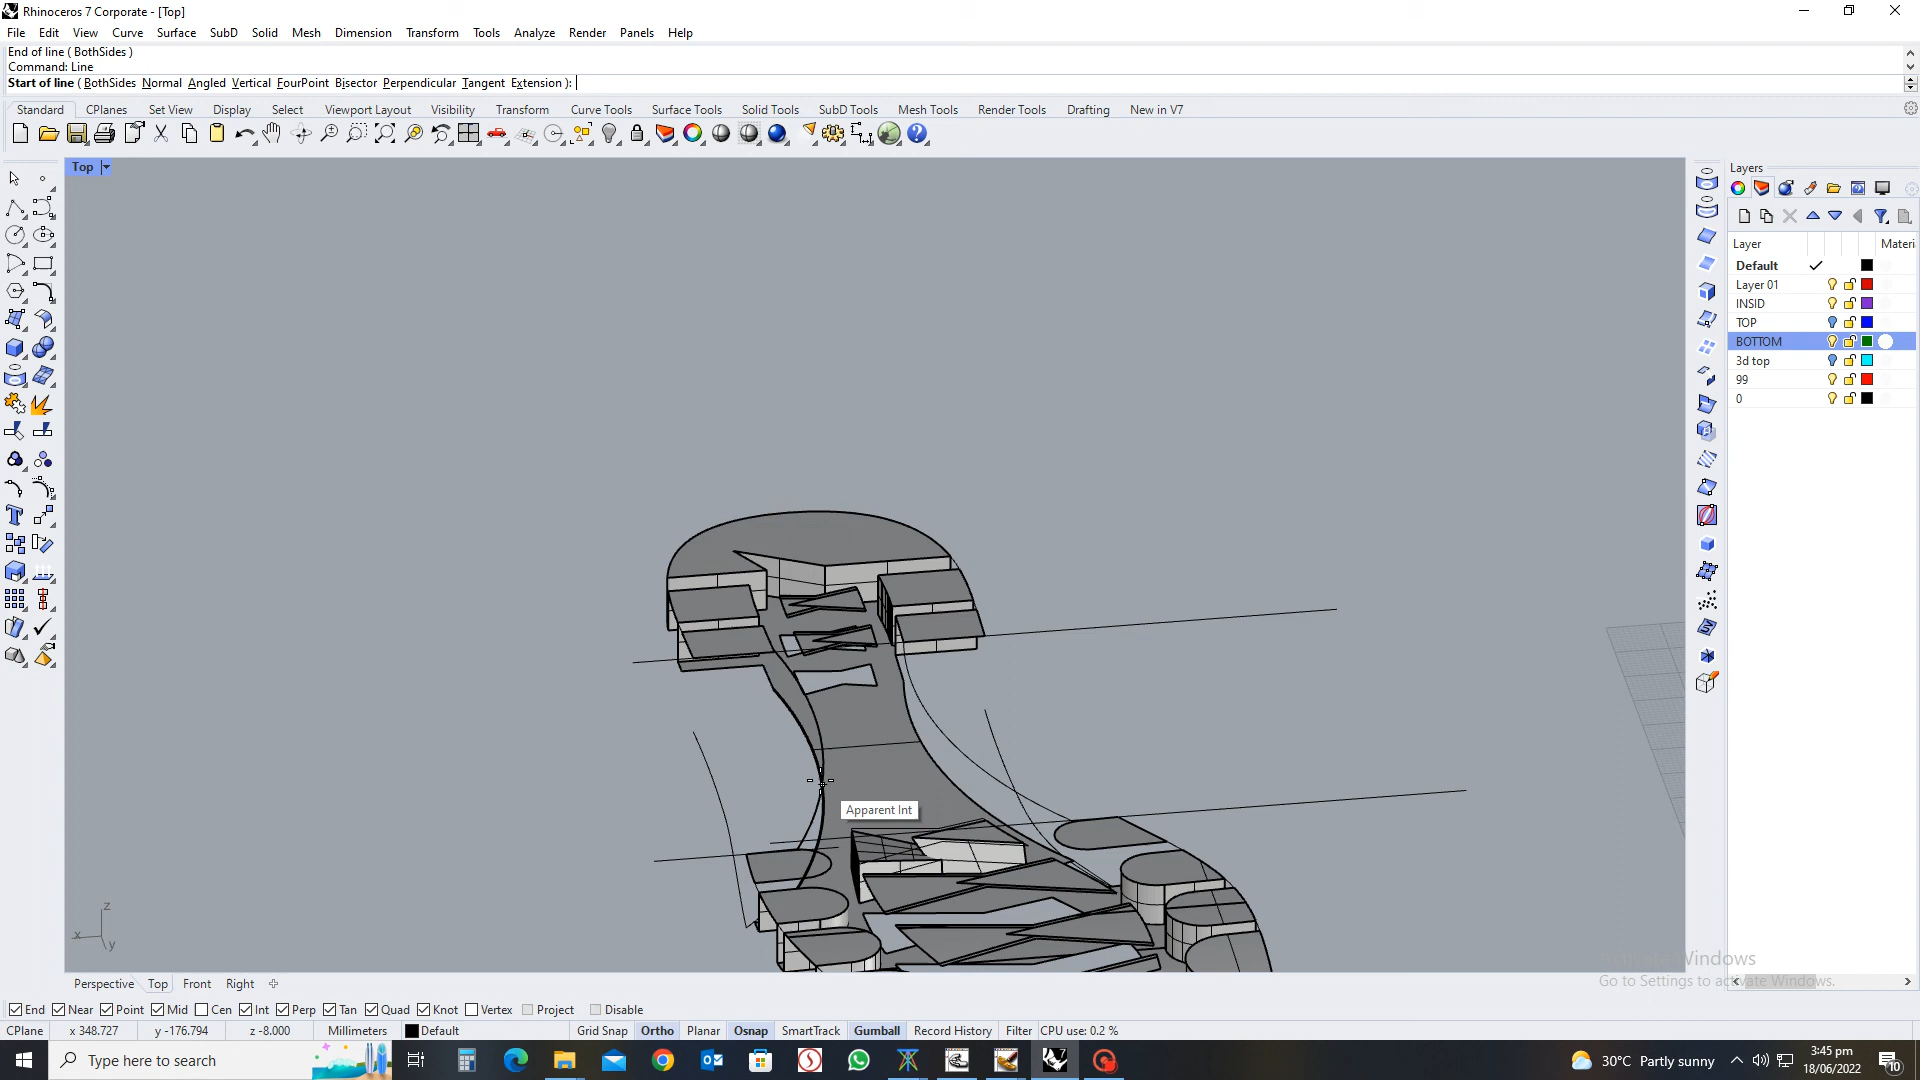 Rhinoceros 7 Corporate - [Top]
File Edit View Curve Surface SubD Solid Mesh Dimension Transform Tools Analyze Render Panels Help
End of line ( BothSides )
Command: Line
Start of line ( BothSides Normal Angled Vertical FourPoint Bisector Perpendicular Tangent Extension ):
Standard CPlanes Set View Display Select Viewport Layout Visibility Transform Curve Tools Surface Tools Solid Tools SubD Tools Mesh Tools Render Tools Drafting New in V7
Top
Layers
Layer Materi
Default
Layer 01
INSID
TOP
BOTTOM
3d top
99
0
Apparent Int
z
x
y
Windows
Go to Settings to activate Windows.
Perspective Top Front Right
End Near Point Mid Cen Int Perp Tan Quad Knot Vertex Project Disable
CPlane x 348.727 y -176.794 z -8.000 Millimeters Default Grid Snap Ortho Planar Osnap SmartTrack Gumball Record History Filter CPU use: 0.2 %
Type here to search
30°C Partly sunny
3:45 pm
18/06/2022
10